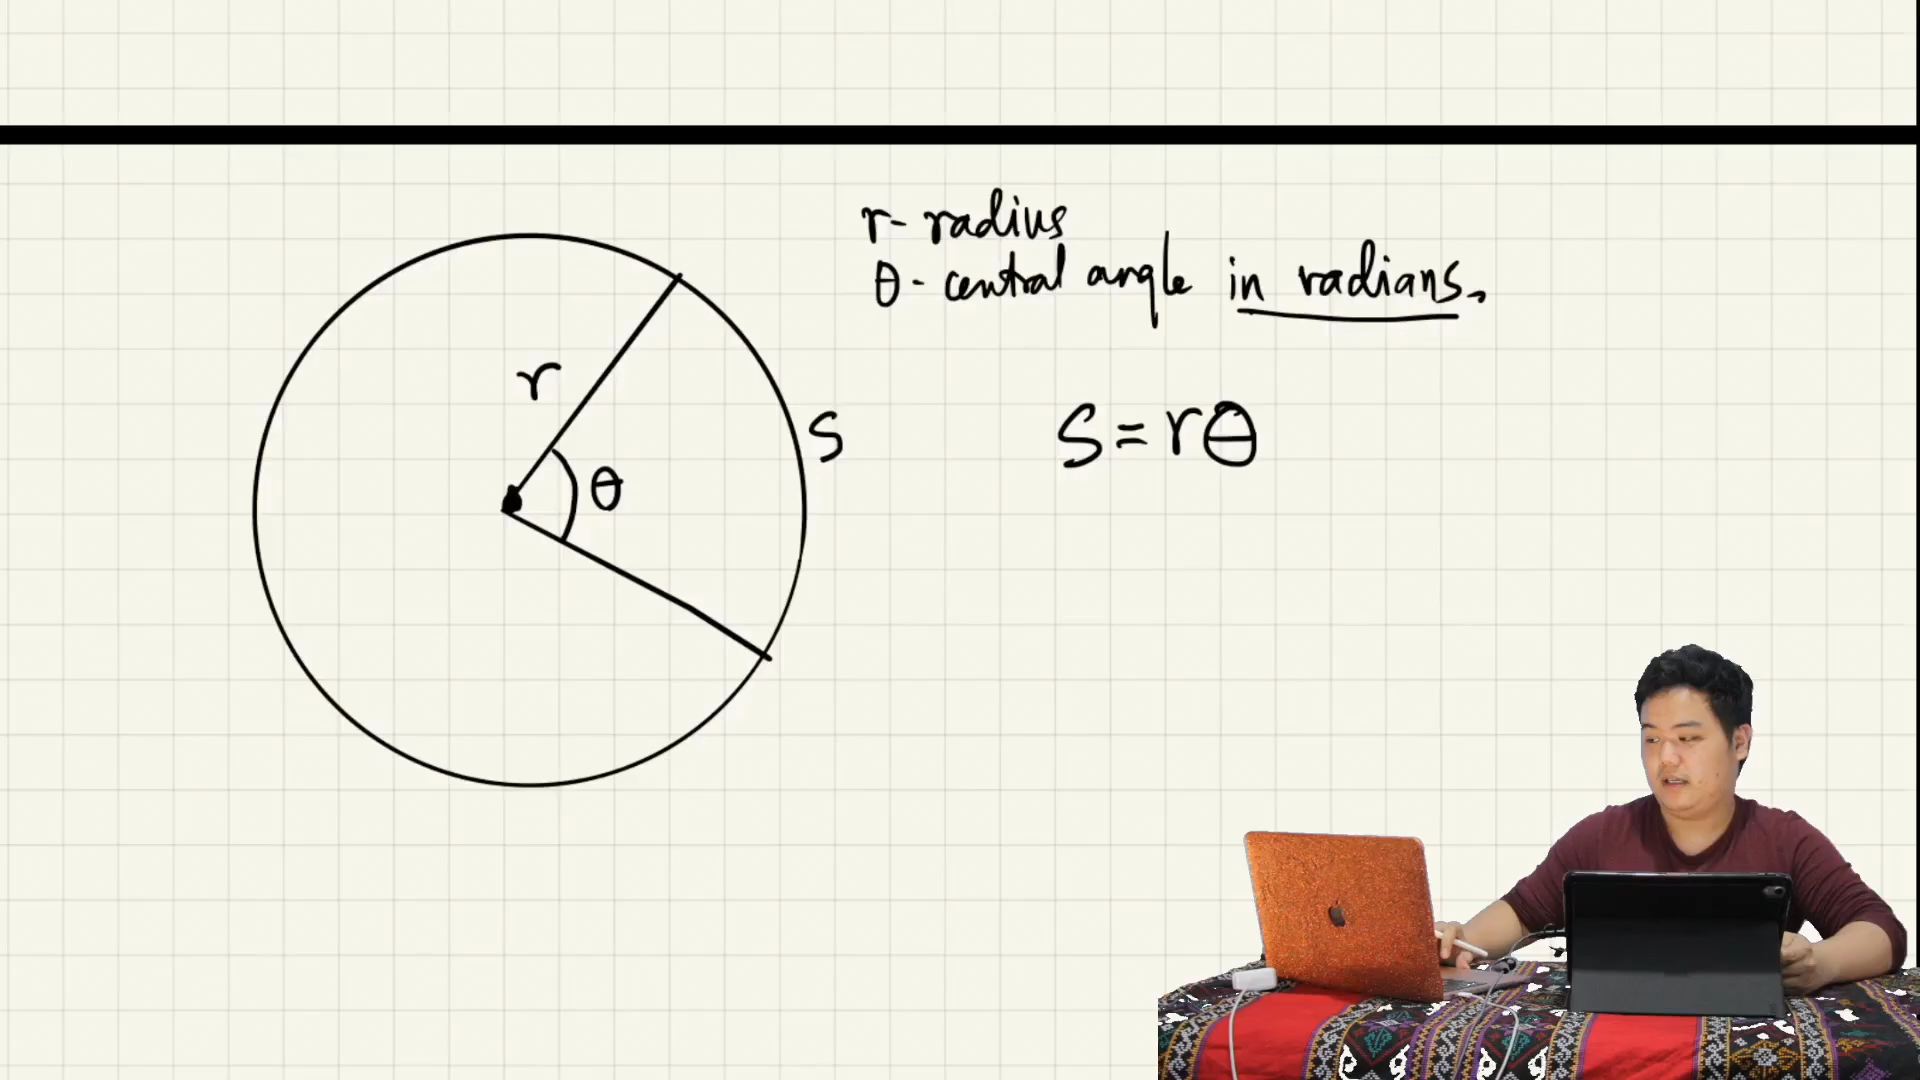 r - radius
θ - central angle in radians.
r
S
θ
S = rθ